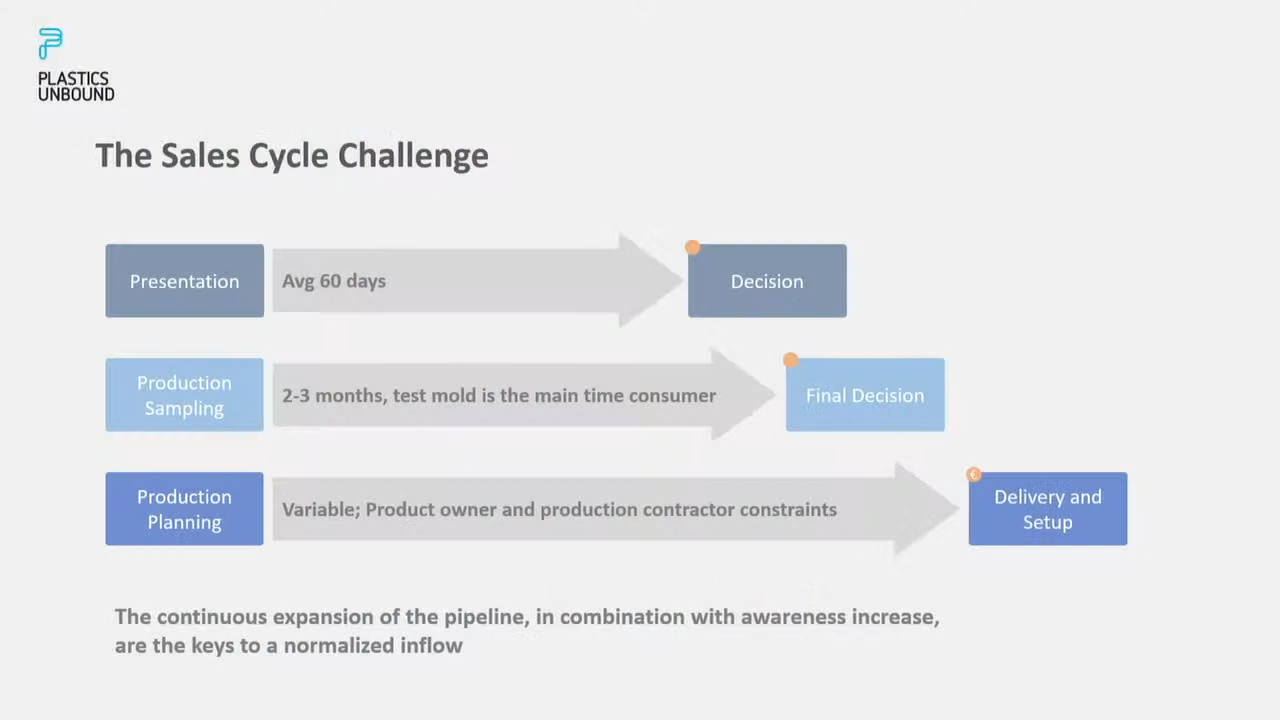 PLASTICS
UNBOUND
The Sales Cycle Challenge
Presentation
Avg 60 days
Decision
Production
Sampling
2-3 months, test mold is the main time consumer
Final Decision
Production
Planning
Variable; Product owner and production contractor constraints
Delivery and
Setup
The continuous expansion of the pipeline, in combination with awareness increase,
are the keys to a normalized inflow